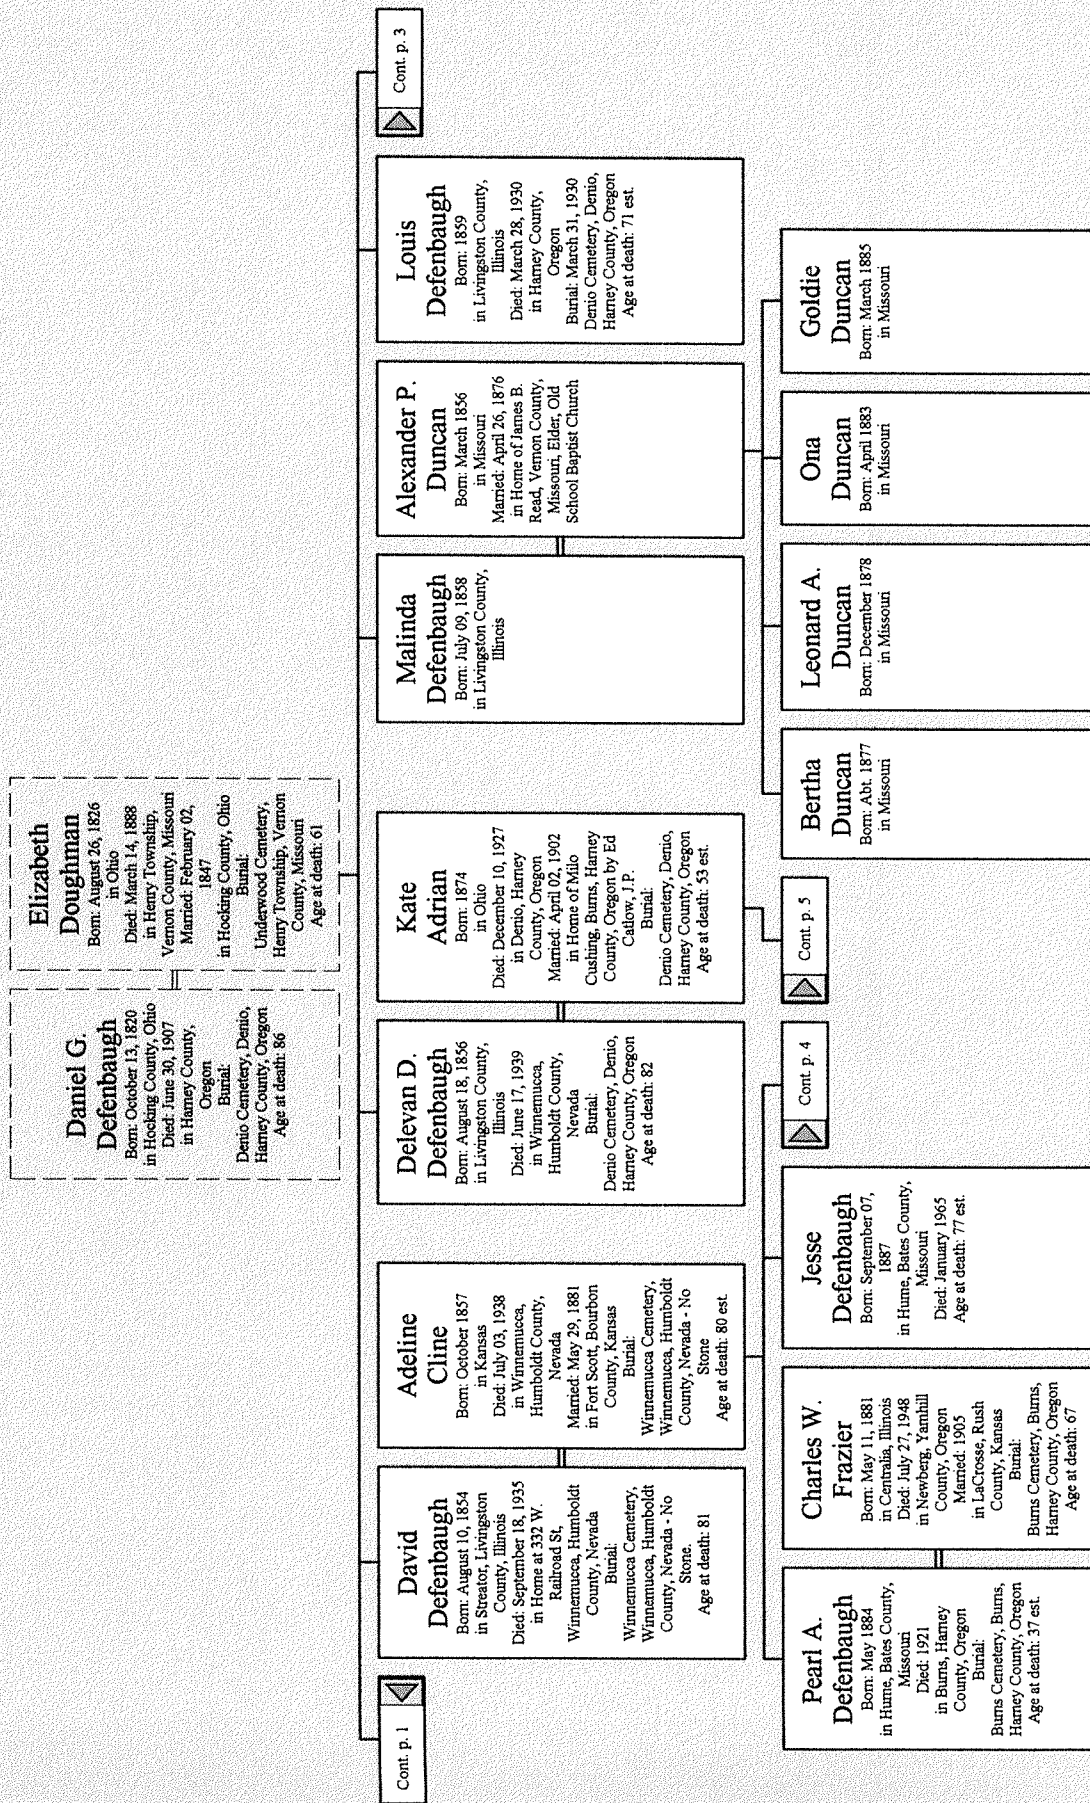 Daniel G.
Defenbaugh
Born: October 13, 1820
in Hocking County, Ohio
Died: June 30, 1907
in Harney County,
Oregon
Burial:
Denio Cemetery, Denio,
Harney County, Oregon
Age at death: 86
Elizabeth
Doughman
Born: August 26, 1826
in Ohio
Died: March 14, 1888
in Henry Township,
Vernon County, Missouri
Married: February 02,
1847
in Hocking County, Ohio
Burial:
Underwood Cemetery,
Henry Township, Vernon
County, Missouri
Age at death: 61
Cont. p. 1
David
Defenbaugh
Born: August 10, 1854
in Streator, Livingston
County, Illinois
Died: September 18, 1935
in Home at 332 W.
Railroad St,
Winnemucca, Humboldt
County, Nevada
Burial:
Winnemucca Cemetery,
Winnemucca, Humboldt
County, Nevada - No
Stone.
Age at death: 81
Adeline
Cline
Born: October 1857
in Kansas
Died: July 03, 1938
in Winnemucca,
Humboldt County,
Nevada
Married: May 29, 1881
in Fort Scott, Bourbon
County, Kansas
Burial:
Winnemucca Cemetery,
Winnemucca, Humboldt
County, Nevada - No
Stone
Age at death: 80 est.
Delevan D.
Defenbaugh
Born: August 18, 1856
in Livingston County,
Illinois
Died: June 17, 1939
in Winnemucca,
Humboldt County,
Nevada
Burial:
Denio Cemetery, Denio,
Harney County, Oregon
Age at death: 82
Kate
Adrian
Born: 1874
in Ohio
Died: December 10, 1927
in Denio, Harney
County, Oregon
Married: April 02, 1902
in Home of Milo
Cushing, Burns, Harney
County, Oregon by Ed
Catlow, J.P.
Burial:
Denio Cemetery, Denio,
Harney County, Oregon
Age at death: 53 est.
Malinda
Defenbaugh
Born: July 09, 1858
in Livingston County,
Illinois
Alexander P.
Duncan
Born: March 1856
in Missouri
Married: April 26, 1876
in Home of James B.
Read, Vernon County,
Missouri, Elder, Old
School Baptist Church
Louis
Defenbaugh
Born: 1859
in Livingston County,
Illinois
Died: March 28, 1930
in Harney County,
Oregon
Burial: March 31, 1930
Denio Cemetery, Denio,
Harney County, Oregon
Age at death: 71 est.
Cont. p. 3
Pearl A.
Defenbaugh
Born: May 1884
in Hume, Bates County,
Missouri
Died: 1921
in Burns, Harney
County, Oregon
Burial:
Burns Cemetery, Burns,
Harney County, Oregon
Age at death: 37 est.
Charles W.
Frazier
Born: May 11, 1881
in Centralia, Illinois
Died: July 27, 1948
in Newberg, Yamhill
County, Oregon
Married: 1905
in LaCrosse, Rush
County, Kansas
Burial:
Burns Cemetery, Burns,
Harney County, Oregon
Age at death: 67
Jesse
Defenbaugh
Born: September 07,
1887
in Hume, Bates County,
Missouri
Died: January 1965
Age at death: 77 est.
Cont. p. 4
Cont. p. 5
Bertha
Duncan
Born: Abt. 1877
in Missouri
Leonard A.
Duncan
Born: December 1878
in Missouri
Ona
Duncan
Born: April 1883
in Missouri
Goldie
Duncan
Born: March 1885
in Missouri